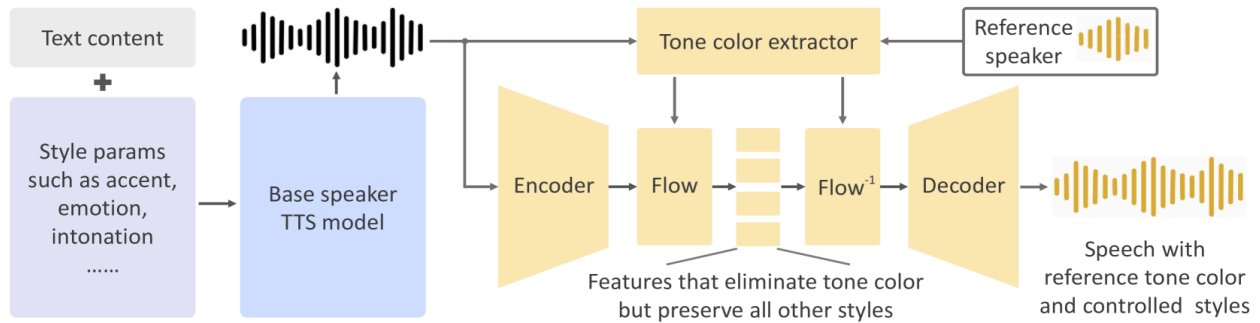 Text content
+
Style params
such as accent,
emotion,
intonation
......
Base speaker
TTS model
Tone color extractor
Reference
speaker
Encoder
Flow
Flow⁻¹
Decoder
Features that eliminate tone color
but preserve all other styles
Speech with
reference tone color
and controlled styles